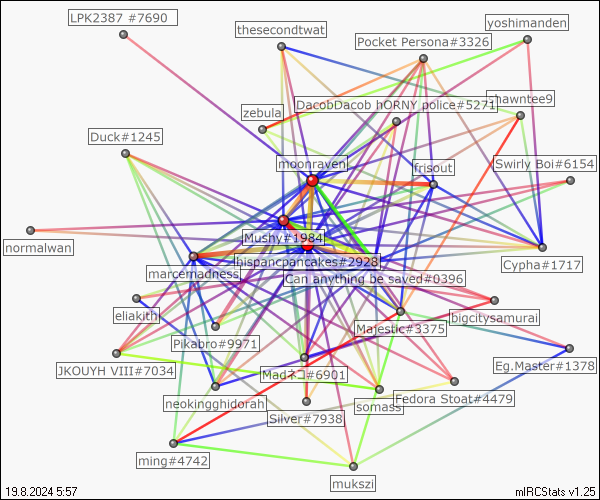 LPK2387 #7690
thesecondtwat
yoshimanden
Pocket Persona#3326
DacobDacob hORNY police#5271
shawntee9
zebula
Duck#1245
moonraven
frisout
Swirly Boi#6154
normalwan
Mushy#1984
hispancpancakes#2928
Cypha#1717
marcemadness
Can anything be saved#0396
eliakith
bigcitysamurai
Majestic#3375
Pikabro#9971
JKOUYH VIII#7034
Madネコ#6901
Eg.Master#1378
neokingghidorah
somass
Fedora Stoat#4479
Silver#7938
ming#4742
mukszi
19.8.2024 5:57
mIRCStats v1.25